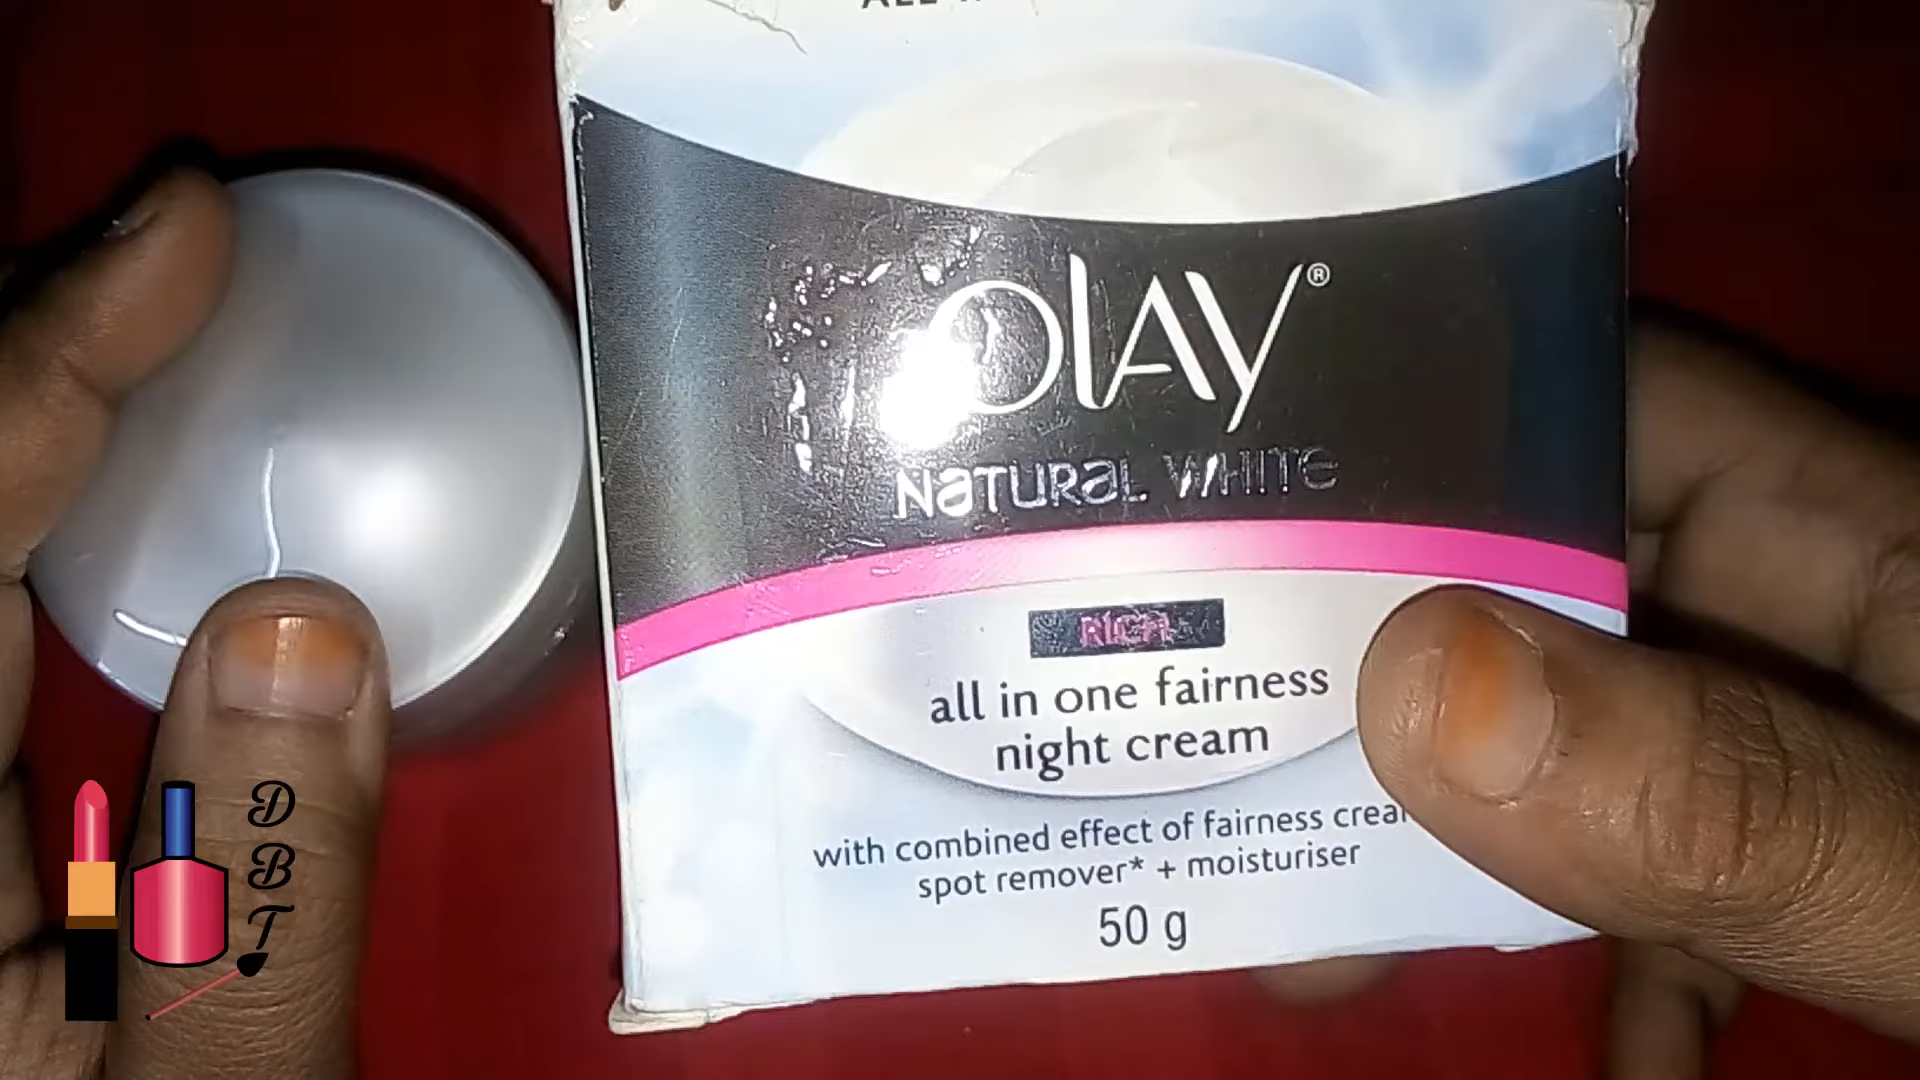 OLAY®
NATURAL WHITE
RICH
all in one fairness
night cream
with combined effect of fairness
spot remover* + moisturiser
50 g
D
B
T